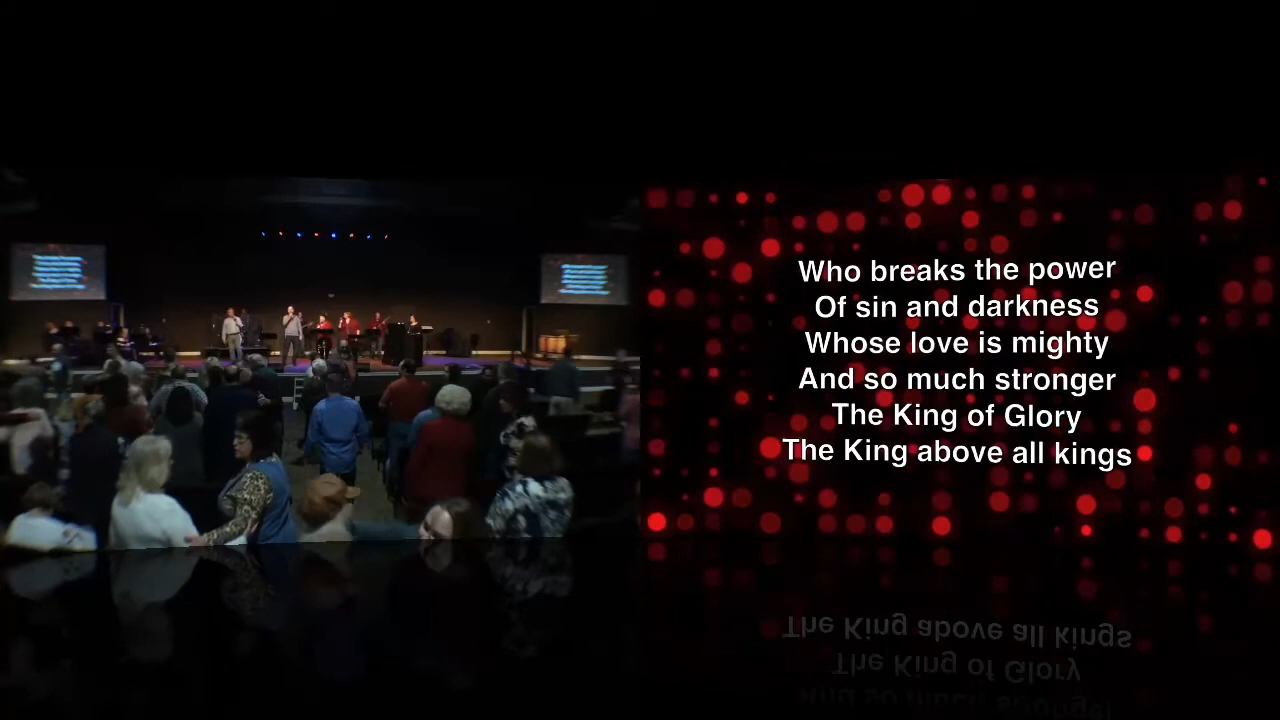 Who breaks the power
Of sin and darkness
Whose love is mighty
And so much stronger
The King of Glory
The King above all kings